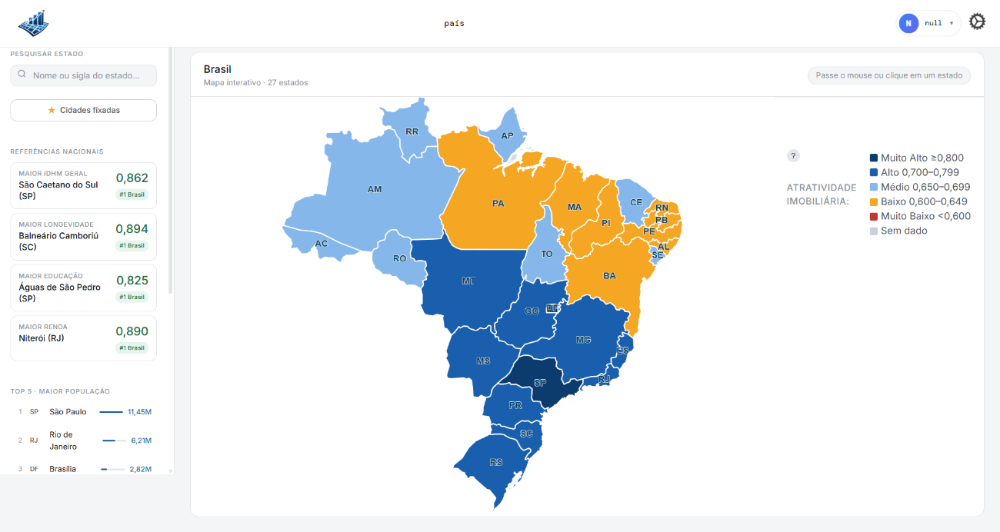 país
N null ▾
PESQUISAR ESTADO
Nome ou sigla do estado...
★ Cidades fixadas
REFERÊNCIAS NACIONAIS
MAIOR IDHM GERAL
São Caetano do Sul
(SP)
0,862
#1 Brasil
MAIOR LONGEVIDADE
Balneário Camboriú
(SC)
0,894
#1 Brasil
MAIOR EDUCAÇÃO
Águas de São Pedro
(SP)
0,825
#1 Brasil
MAIOR RENDA
Niterói (RJ)
0,890
#1 Brasil
TOP 5 · MAIOR POPULAÇÃO
1 SP São Paulo 11,45M
2 RJ Rio de
Janeiro 6,21M
3 DF Brasília 2,82M
Brasil
Mapa interativo · 27 estados
Passe o mouse ou clique em um estado
RR
AP
AM
PA
MA
CE
RN
PB
PI
PE
AC
AL
SE
RO
TO
BA
MT
GO
DF
MG
ES
MS
SP
RJ
PR
SC
RS
?
ATRATIVIDADE
IMOBILIÁRIA:
Muito Alto ≥0,800
Alto 0,700–0,799
Médio 0,650–0,699
Baixo 0,600–0,649
Muito Baixo <0,600
Sem dado